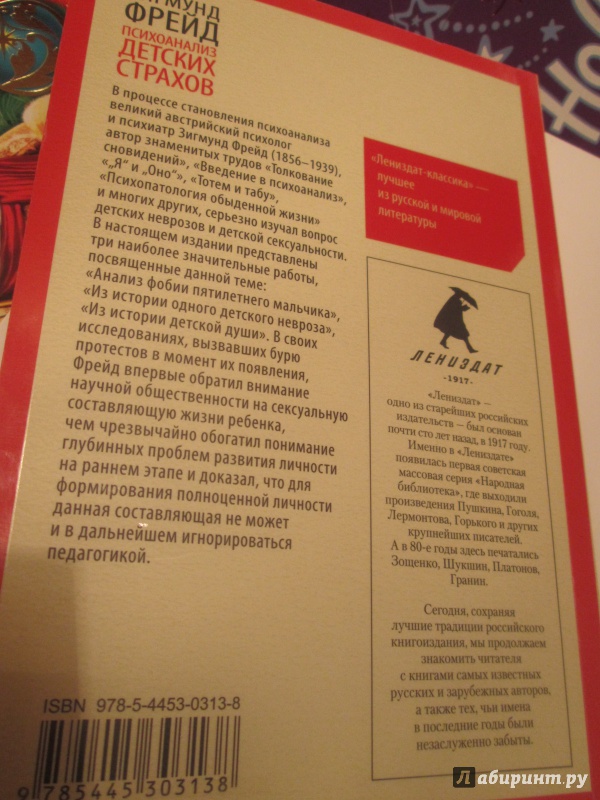 ГМУНД
ФРЕЙД
ПСИХОАНАЛИЗ
ДЕТСКИХ
СТРАХОВ
В процессе становления психоанализа
великий австрийский психолог
и психиатр Зигмунд Фрейд (1856–1939),
автор знаменитых трудов «Толкование
сновидений», «Введение в психоанализ»,
«„Я“ и „Оно“», «Тотем и табу»,
«Психопатология обыденной жизни»
и многих других, серьезно изучал вопрос
детских неврозов и детской сексуальности.
В настоящем издании представлены
три наиболее значительные работы,
посвященные данной теме:
«Анализ фобии пятилетнего мальчика»,
«Из истории одного детского невроза»,
«Из истории детской души». В своих
исследованиях, вызвавших бурю
протестов в момент их появления,
Фрейд впервые обратил внимание
научной общественности на сексуальную
составляющую жизни ребенка,
чем чрезвычайно обогатил понимание
глубинных проблем развития личности
на раннем этапе и доказал, что для
формирования полноценной личности
данная составляющая не может
и в дальнейшем игнорироваться
педагогикой.
ISBN 978-5-4453-0313-8
9 785445 303138
«Лениздат-классика» —
лучшее
из русской и мировой
литературы
ЛЕНИЗДАТ
-1917-
«Лениздат» —
одно из старейших российских
издательств — был основан
почти сто лет назад, в 1917 году.
Именно в «Лениздате»
появилась первая советская
массовая серия «Народная
библиотека», где выходили
произведения Пушкина, Гоголя,
Лермонтова, Горького и других
крупнейших писателей.
А в 80-е годы здесь печатались
Зощенко, Шукшин, Платонов,
Гранин.
Сегодня, сохраняя
лучшие традиции российского
книгоиздания, мы продолжаем
знакомить читателя
с книгами самых известных
русских и зарубежных авторов,
а также тех, чьи имена
в последние годы были
незаслуженно забыты.
Но
лабиринт.ру